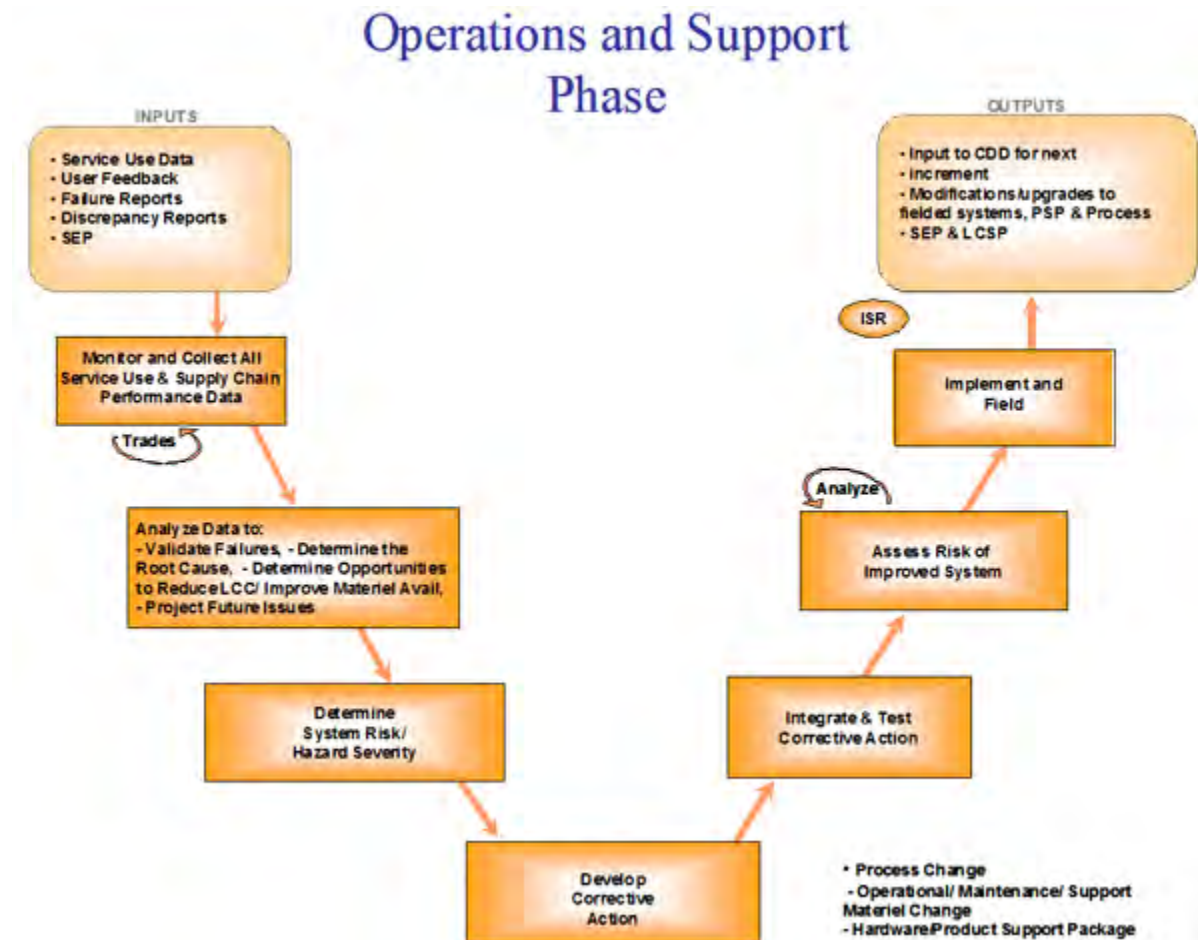 Operations and Support
Phase
INPUTS
• Service Use Data
• User Feedback
• Failure Reports
• Discrepancy Reports
• SEP
Monitor and Collect All
Service Use & Supply Chain
Performance Data
Trades
Analyze Data to:
- Validate Failures, - Determine the
Root Cause, - Determine Opportunities
to Reduce LCC/ Improve Materiel Avail,
- Project Future Issues
Determine
System Risk/
Hazard Severity
Develop
Corrective
Action
Integrate & Test
Corrective Action
Analyze
Assess Risk of
Improved System
Implement and
Field
ISR
OUTPUTS
- Input to CDD for next
- Increment
- Modifications/upgrades to
fielded systems, PSP & Process
- SEP & LCSP
• Process Change
- Operational/ Maintenance/ Support
Materiel Change
- Hardware/Product Support Package